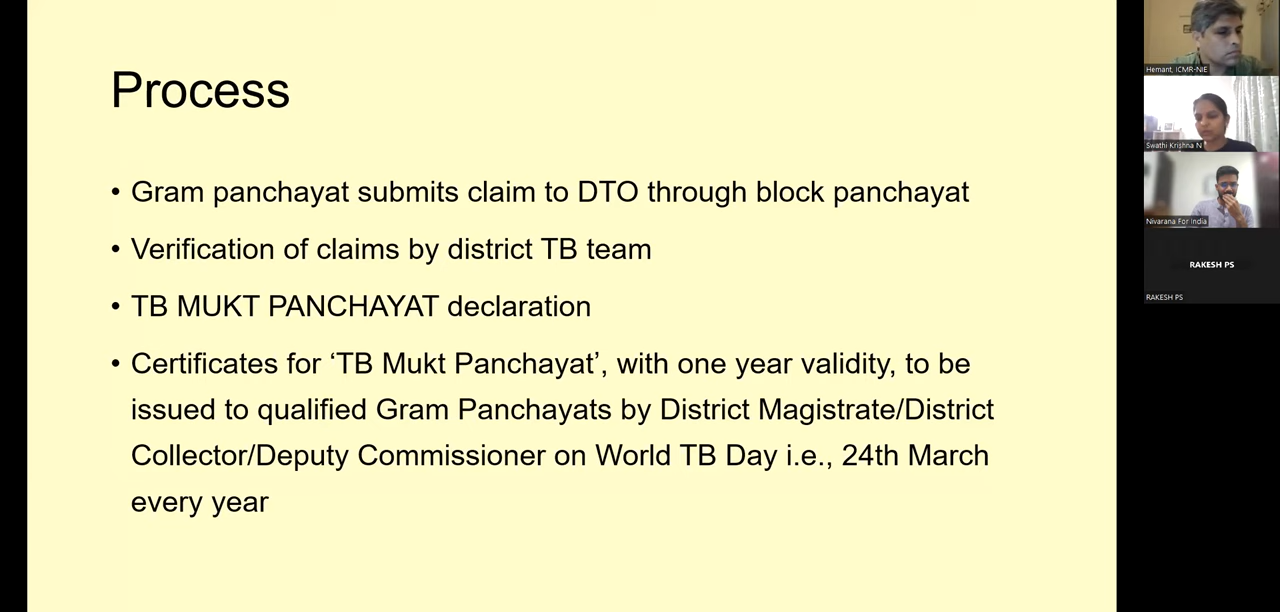 Process
• Gram panchayat submits claim to DTO through block panchayat
• Verification of claims by district TB team
• TB MUKT PANCHAYAT declaration
• Certificates for ‘TB Mukt Panchayat’, with one year validity, to be
issued to qualified Gram Panchayats by District Magistrate/District
Collector/Deputy Commissioner on World TB Day i.e., 24th March
every year
Hemant, ICMR-NIE
Swathi Krishna N
Nivarana For India
RAKESH PS
RAKESH PS